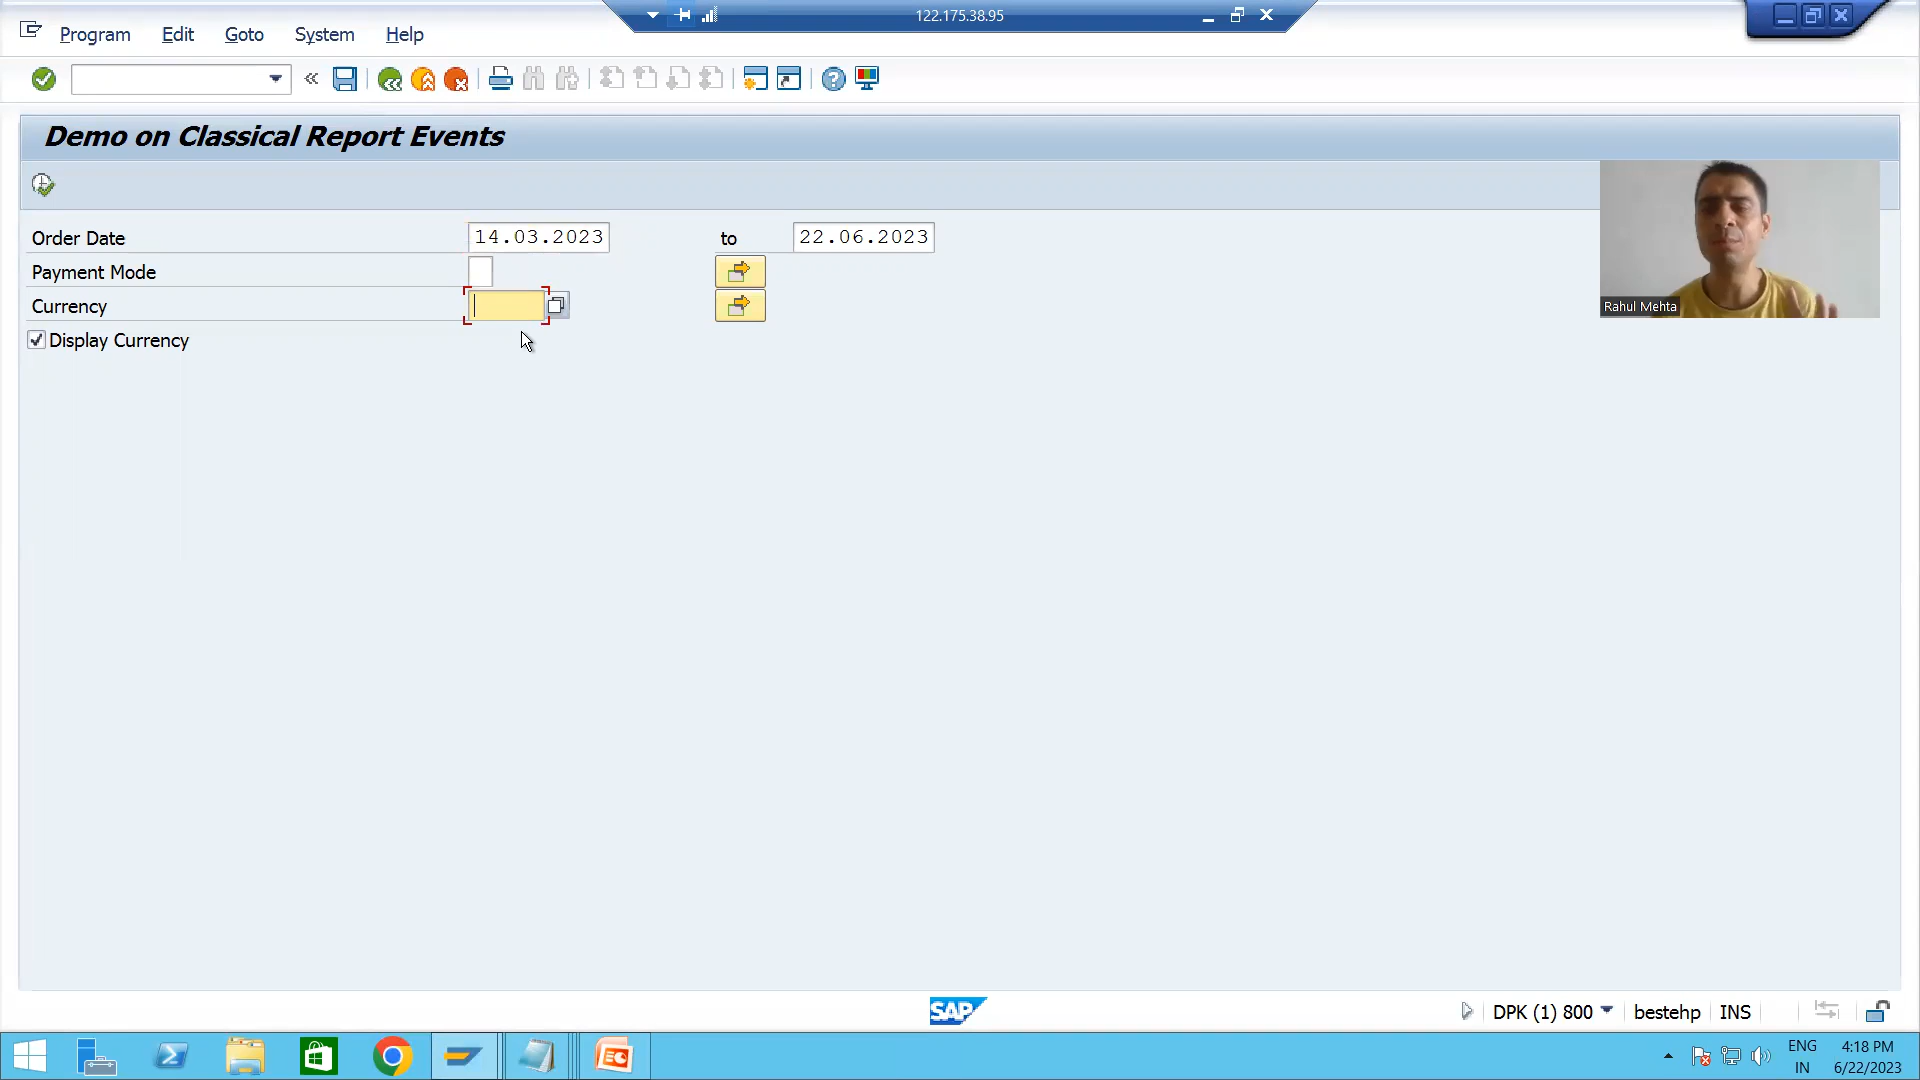 122.175.38.95
Program Edit Goto System Help
Demo on Classical Report Events
Order Date 14.03.2023 to 22.06.2023
Payment Mode
Currency
Display Currency
Rahul Mehta
SAP DPK (1) 800 bestehp INS
ENG 4:18 PM
IN 6/22/2023